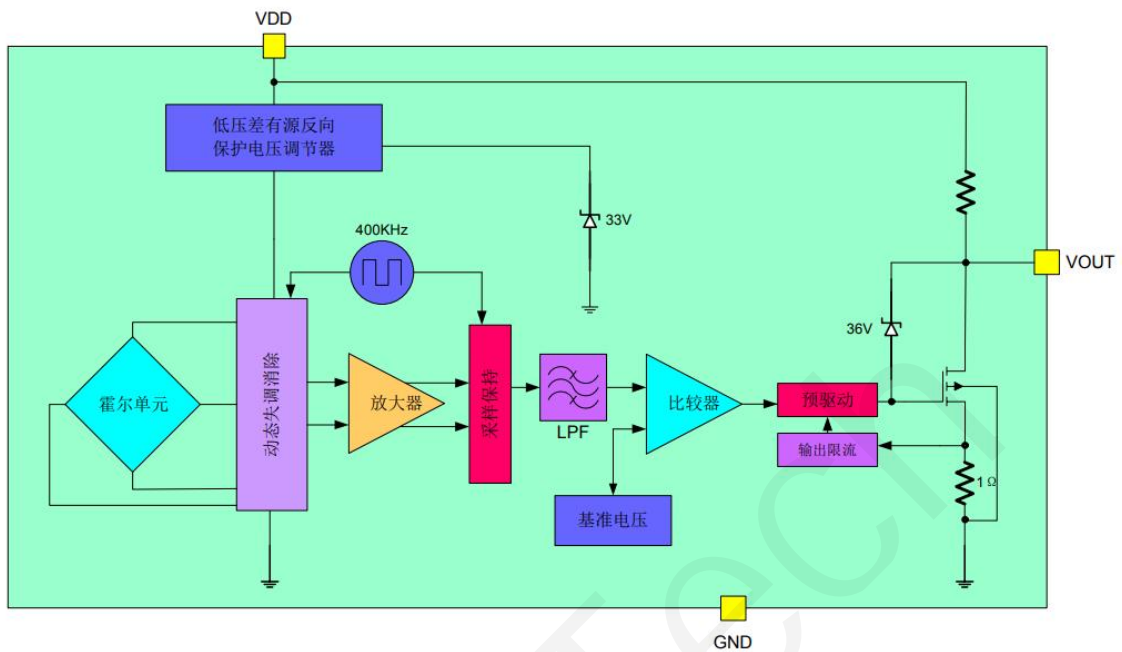 VDD
低压差有源反向
保护电压调节器
33V
400KHz
VOUT
36V
霍尔单元
动态失调消除
放大器
采样保持
LPF
比较器
预驱动
输出限流
1Ω
基准电压
GND
Tech